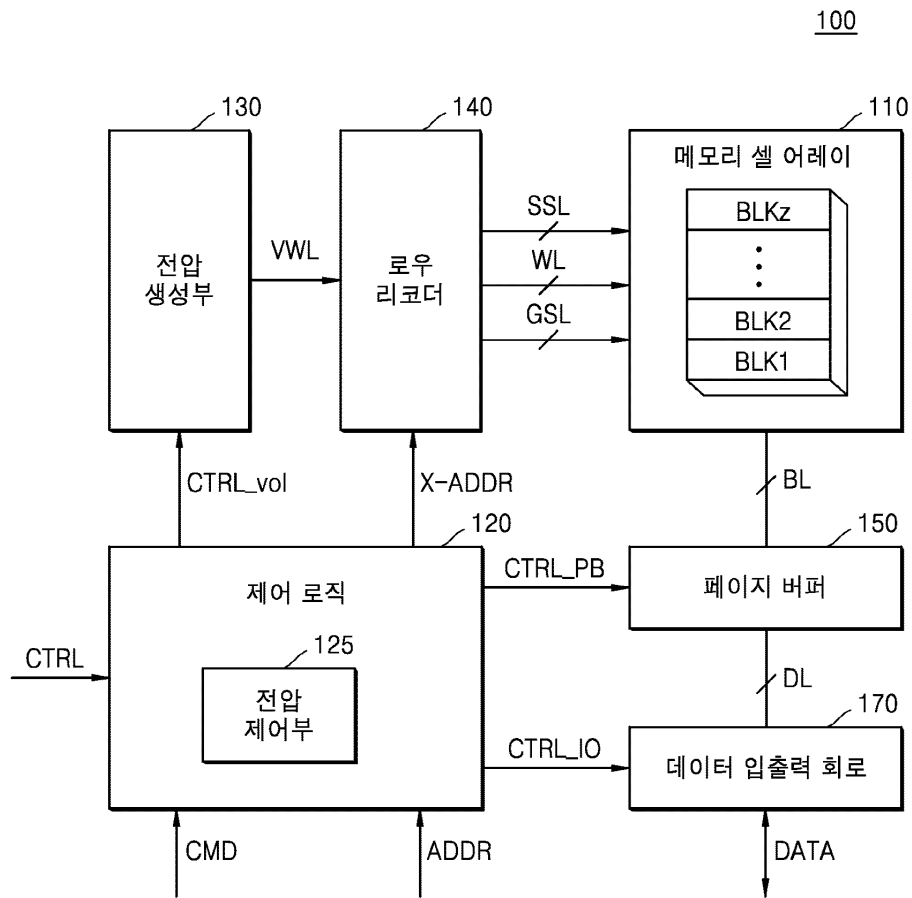 100
130
140
110
전압
생성부
VWL
로우
리코더
SSL
WL
GSL
메모리 셀 어레이
BLKz
BLK2
BLK1
CTRL_vol
X-ADDR
BL
120
150
제어 로직
CTRL_PB
페이지 버퍼
CTRL
125
전압
제어부
DL
170
CTRL_IO
데이터 입출력 회로
CMD
ADDR
DATA